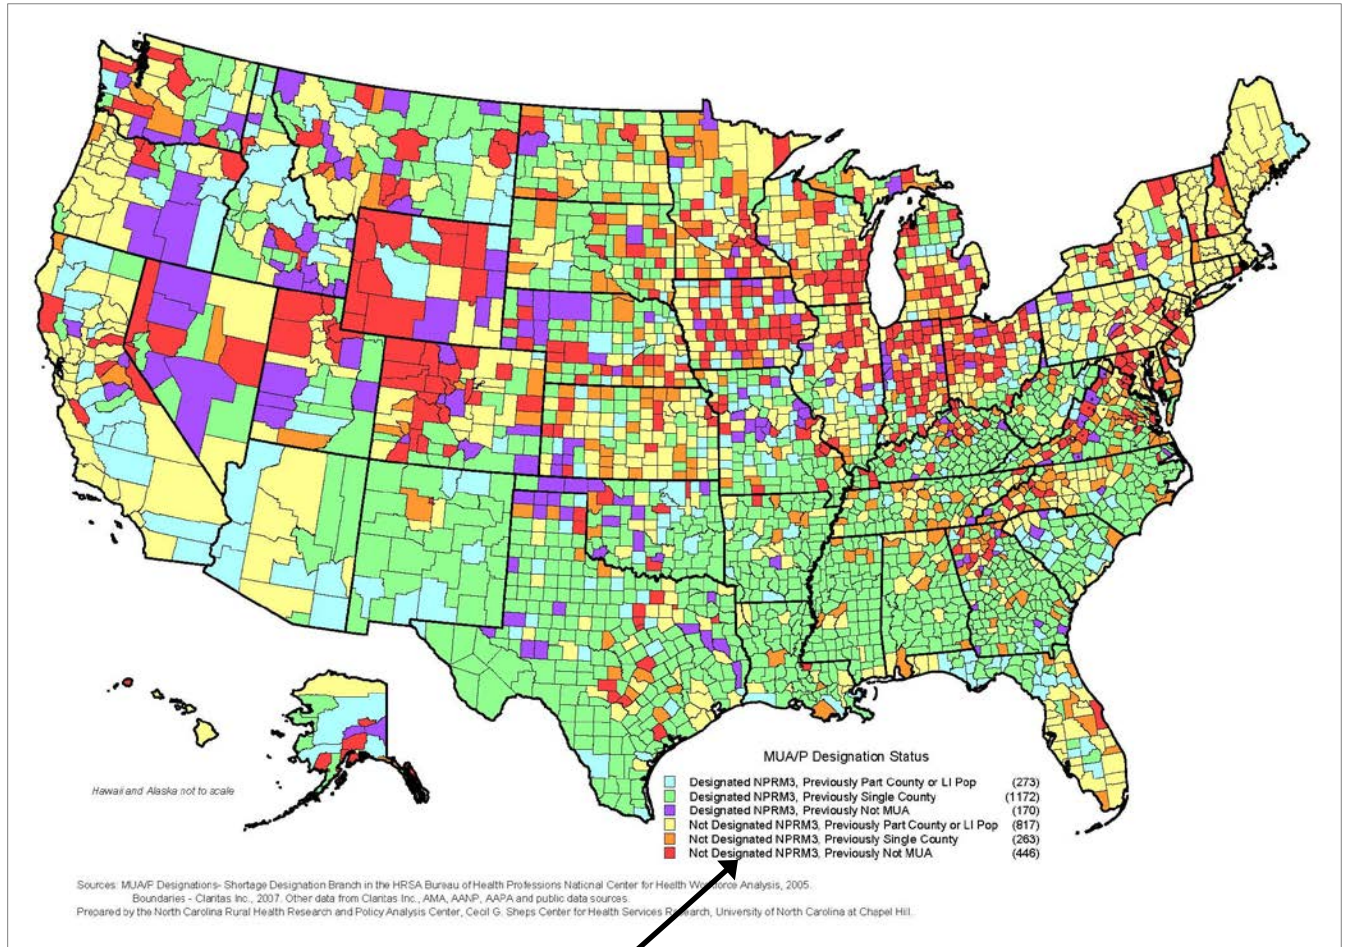 MUA/P Designation Status
Designated NPRM3, Previously Part County or LI Pop (273)
Designated NPRM3, Previously Single County (1172)
Designated NPRM3, Previously Not MUA (170)
Not Designated NPRM3, Previously Part County or LI Pop (817)
Not Designated NPRM3, Previously Single County (263)
Not Designated NPRM3, Previously Not MUA (446)
Hawaii and Alaska not to scale
Sources: MUA/P Designations- Shortage Designation Branch in the HRSA Bureau of Health Professions National Center for Health Workforce Analysis, 2005.
Boundaries - Claritas Inc., 2007. Other data from Claritas Inc., AMA, AANP, AAPA and public data sources.
Prepared by the North Carolina Rural Health Research and Policy Analysis Center, Cecil G. Sheps Center for Health Services Research, University of North Carolina at Chapel Hill.